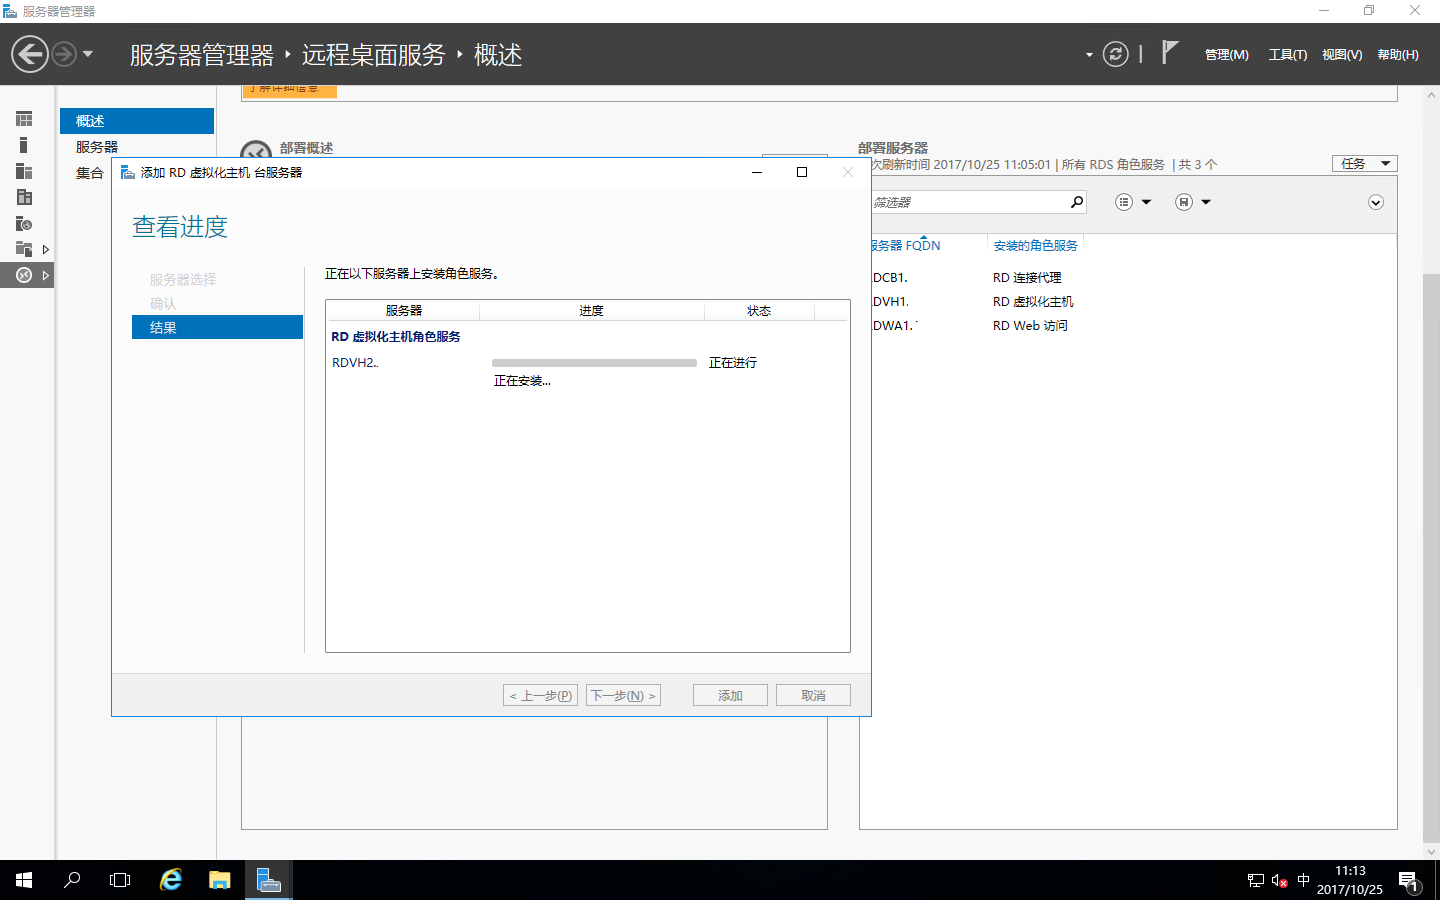 服务器管理器
服务器管理器 · 远程桌面服务 · 概述
管理(M) 工具(T) 视图(V) 帮助(H)
了解详细信息
概述
服务器
集合
部署概述
部署服务器
次刷新时间 2017/10/25 11:05:01 | 所有 RDS 角色服务 | 共 3 个
任务
筛选器
服务器 FQDN 安装的角色服务
DCB1. RD 连接代理
DVH1. RD 虚拟化主机
DWA1. RD Web 访问
添加 RD 虚拟化主机 台服务器
查看进度
服务器选择
确认
结果
正在以下服务器上安装角色服务。
服务器 进度 状态
RD 虚拟化主机角色服务
RDVH2.. 正在进行
正在安装...
< 上一步(P) 下一步(N) > 添加 取消
中
11:13
2017/10/25
1